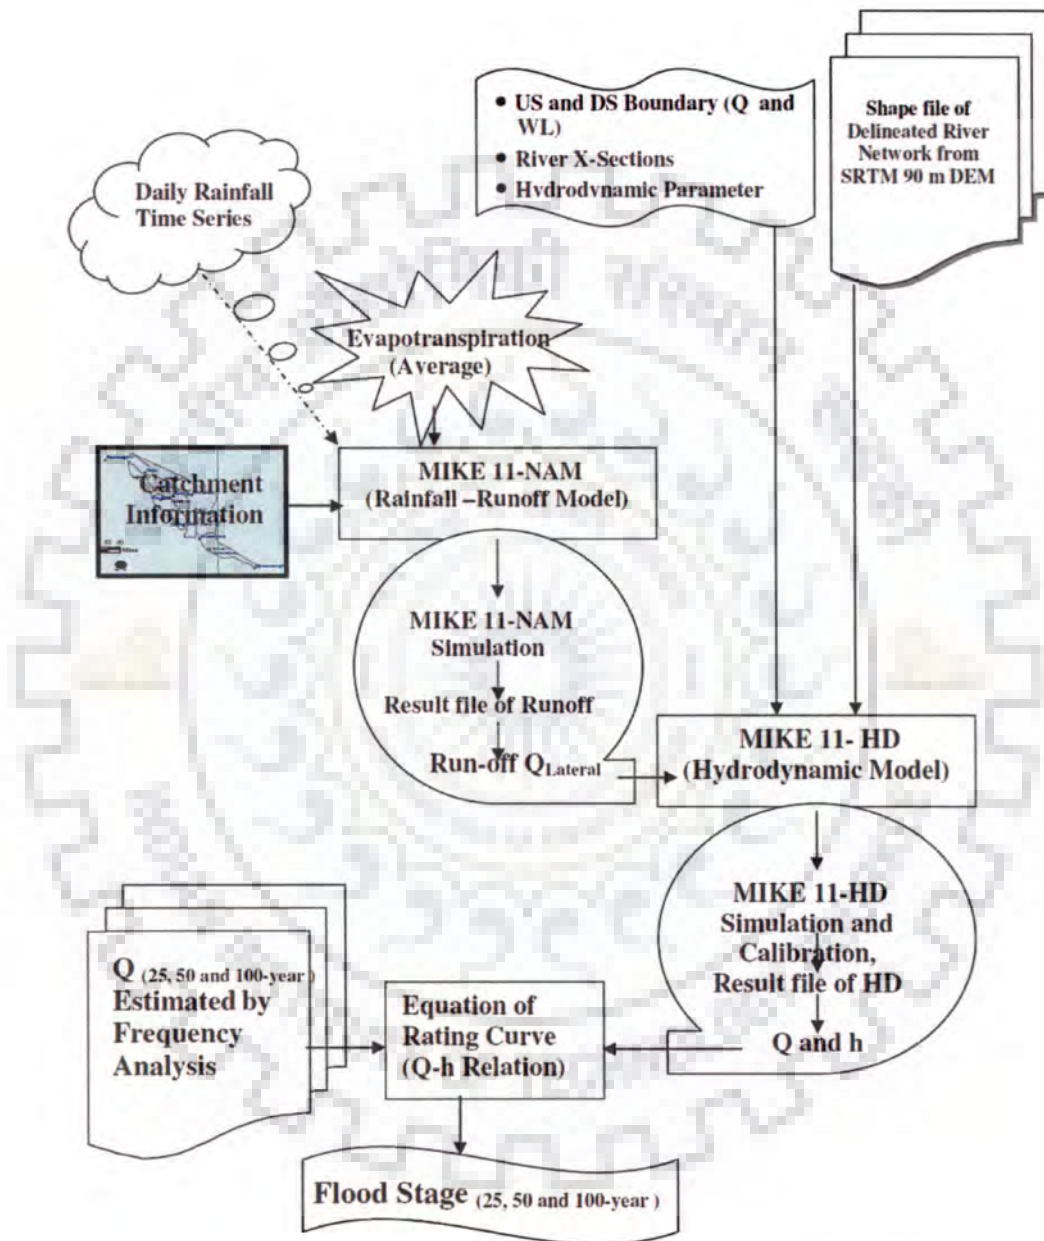 • US and DS Boundary (Q and
WL)
• River X-Sections
• Hydrodynamic Parameter
Shape file of
Delineated River
Network from
SRTM 90 m DEM
Daily Rainfall
Time Series
Evapotranspiration
(Average)
Catchment
Information
MIKE 11-NAM
(Rainfall –Runoff Model)
MIKE 11-NAM
Simulation
Result file of Runoff
Run-off QLateral
MIKE 11- HD
(Hydrodynamic Model)
MIKE 11-HD
Simulation and
Calibration,
Result file of HD
Q and h
Q (25, 50 and 100-year )
Estimated by
Frequency
Analysis
Equation of
Rating Curve
(Q-h Relation)
Flood Stage (25, 50 and 100-year )